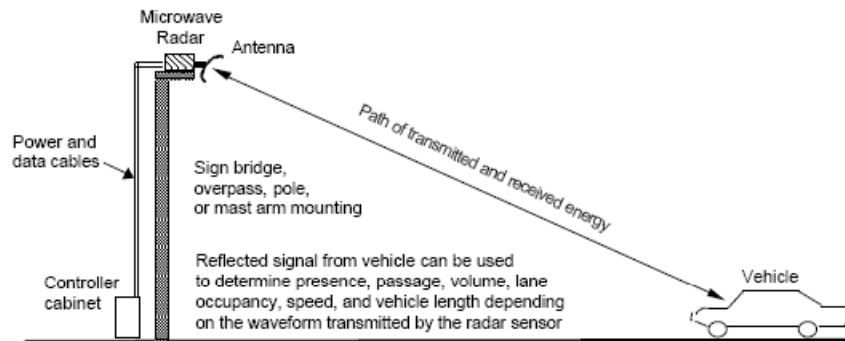 Microwave
Radar
Antenna
Path of transmitted and received energy
Power and
data cables
Sign bridge,
overpass, pole,
or mast arm mounting
Reflected signal from vehicle can be used
to determine presence, passage, volume, lane
occupancy, speed, and vehicle length depending
on the waveform transmitted by the radar sensor
Controller
cabinet
Vehicle